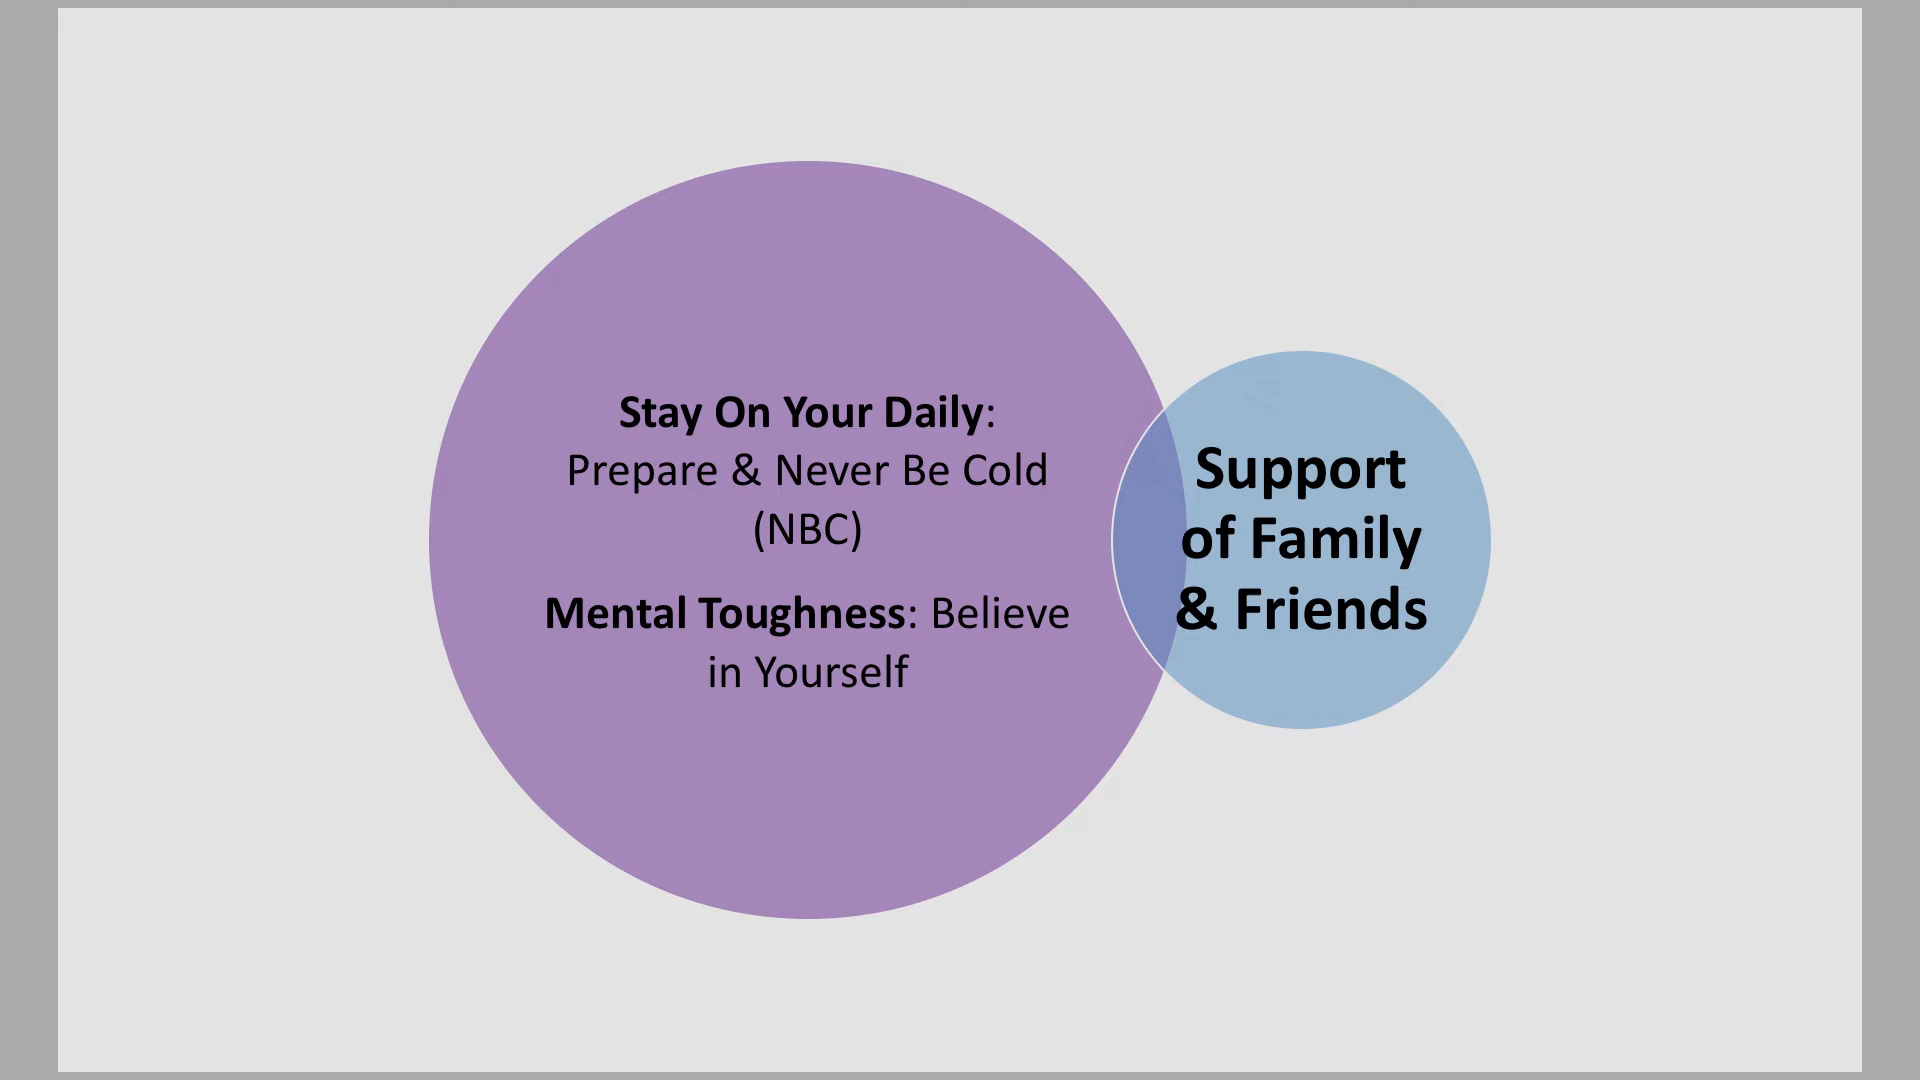 Stay On Your Daily:
Prepare & Never Be Cold
(NBC)
Mental Toughness: Believe
in Yourself
Support
of Family
& Friends